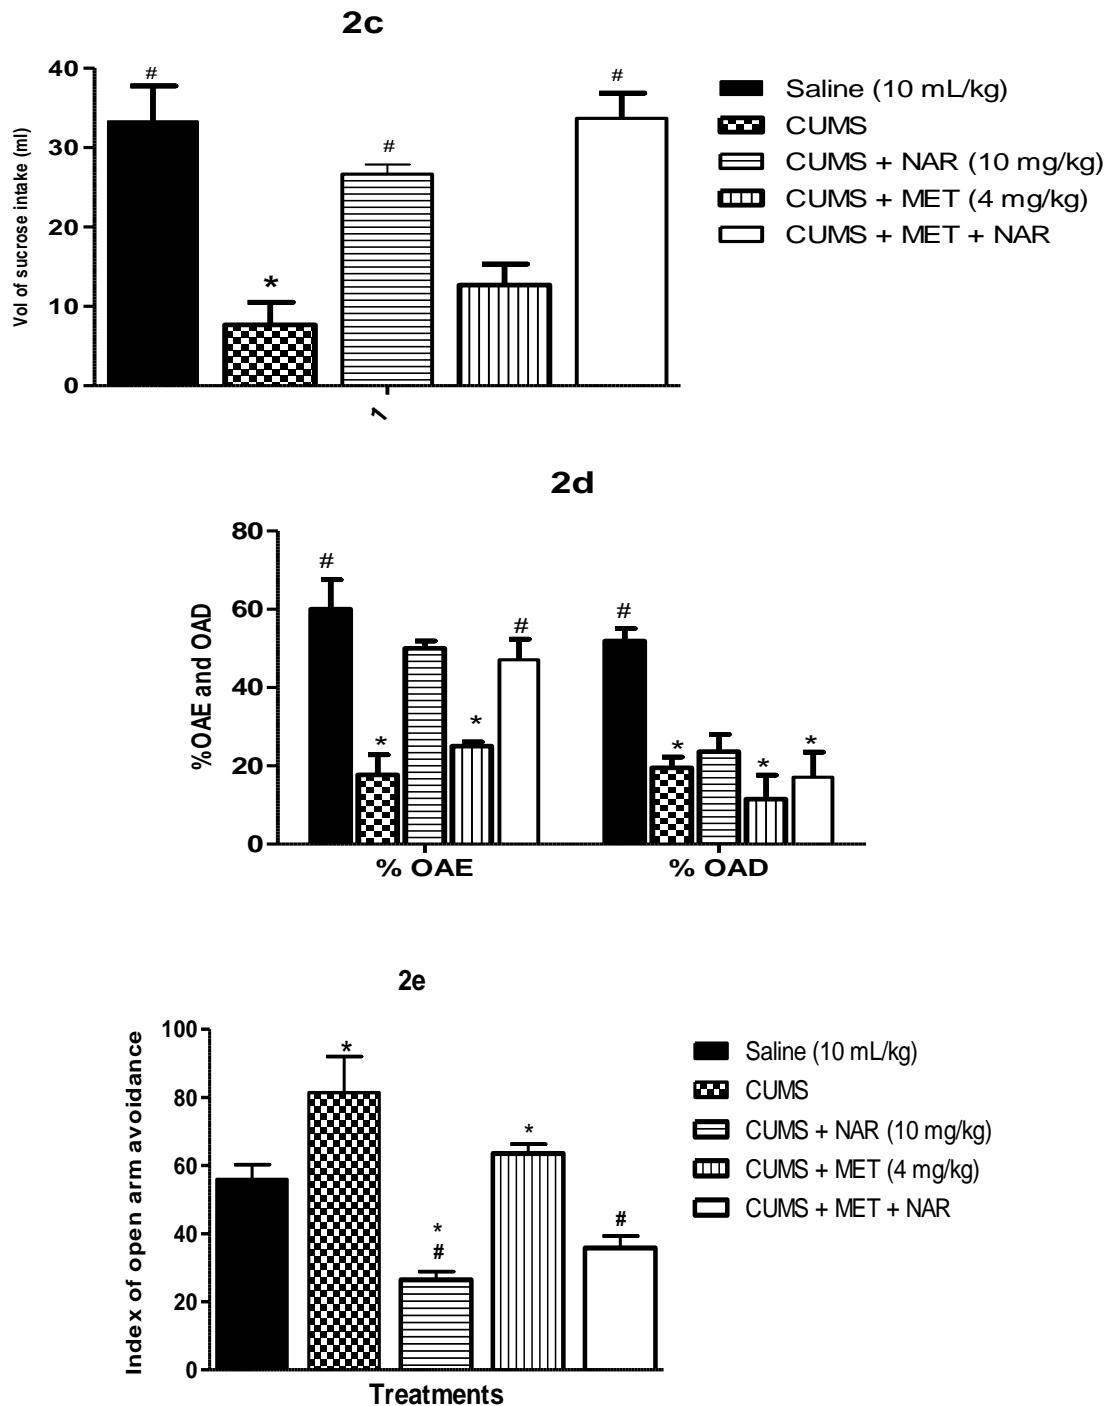 2c
40
30
20
10
0
Vol of sucrose intake (ml)
#
*
#
#
1
Saline (10 mL/kg)
CUMS
CUMS + NAR (10 mg/kg)
CUMS + MET (4 mg/kg)
CUMS + MET + NAR
2d
80
60
40
20
0
%OAE and OAD
#
*
*
#
#
*
*
*
% OAE
% OAD
2e
100
80
60
40
20
0
Index of open arm avoidance
*
*
#
*
#
Treatments
Saline (10 mL/kg)
CUMS
CUMS + NAR (10 mg/kg)
CUMS + MET (4 mg/kg)
CUMS + MET + NAR